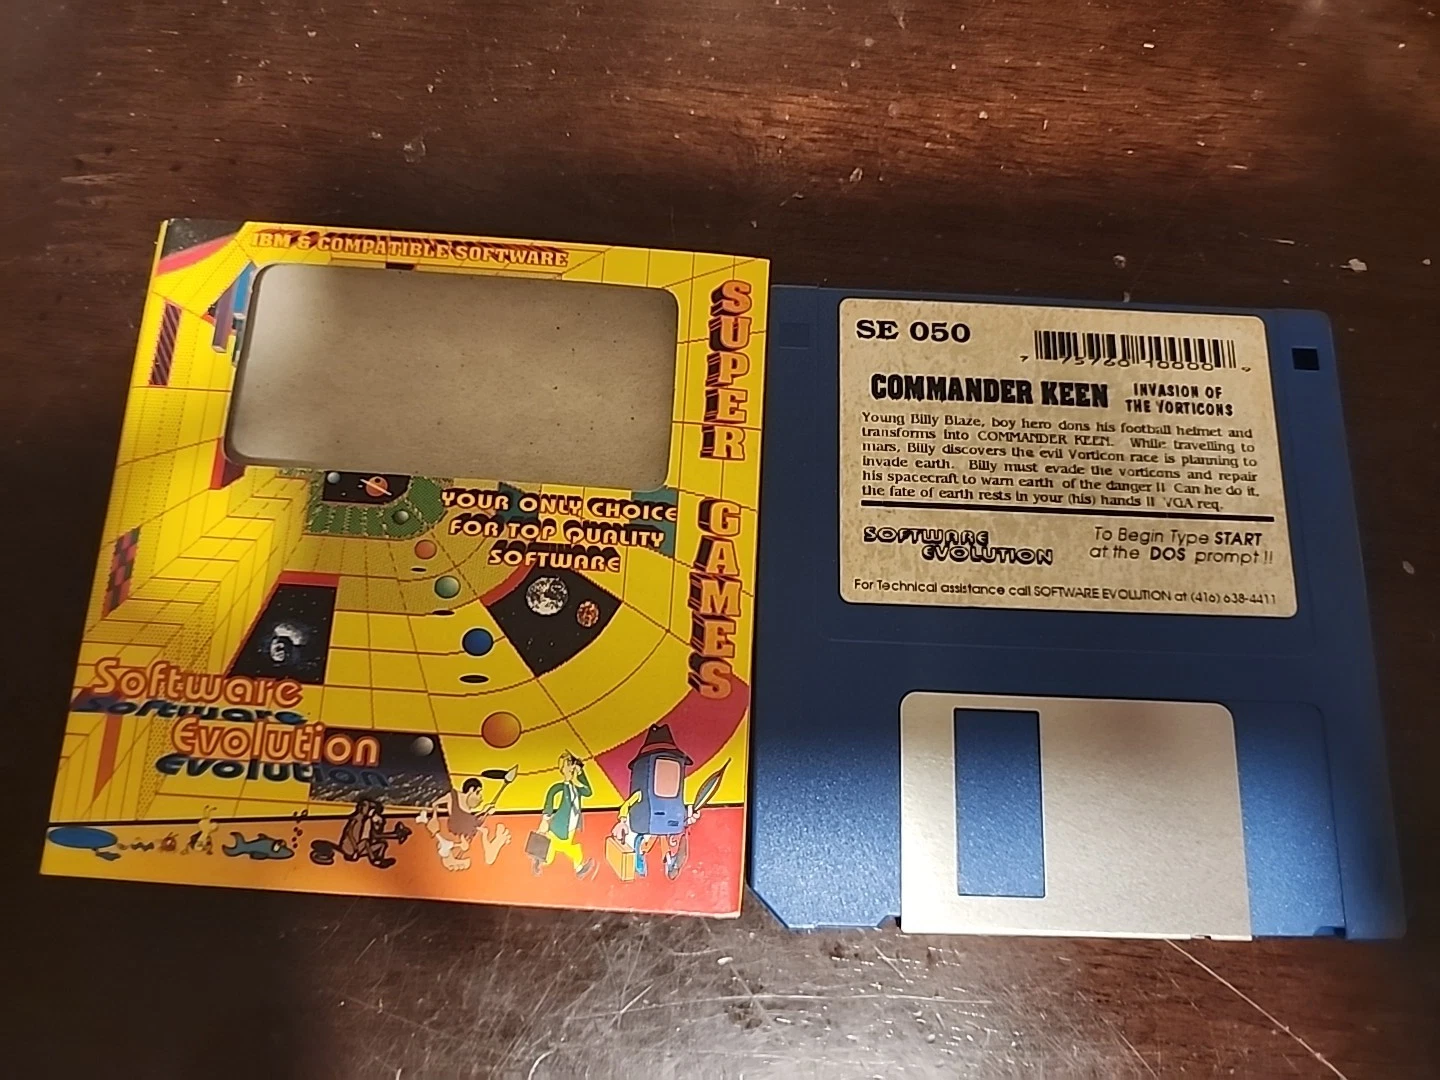 IBM & COMPATIBLE SOFTWARE
SUPER GAMES
YOUR ONLY CHOICE
FOR TOP QUALITY
SOFTWARE
Software
Evolution
SE 050
7 75760 10000 9
COMMANDER KEEN
INVASION OF
THE VORTICONS
Young Billy Blaze, boy hero dons his football helmet and
transforms into COMMANDER KEEN. While travelling to
mars, Billy discovers the evil Vorticon race is planning to
invade earth. Billy must evade the vorticons and repair
his spacecraft to warn earth of the danger !! Can he do it,
the fate of earth rests in your (his) hands !! VGA req.
SOFTWARE
EVOLUTION
To Begin Type START
at the DOS prompt !!
For Technical assistance call SOFTWARE EVOLUTION at (416) 638-4411